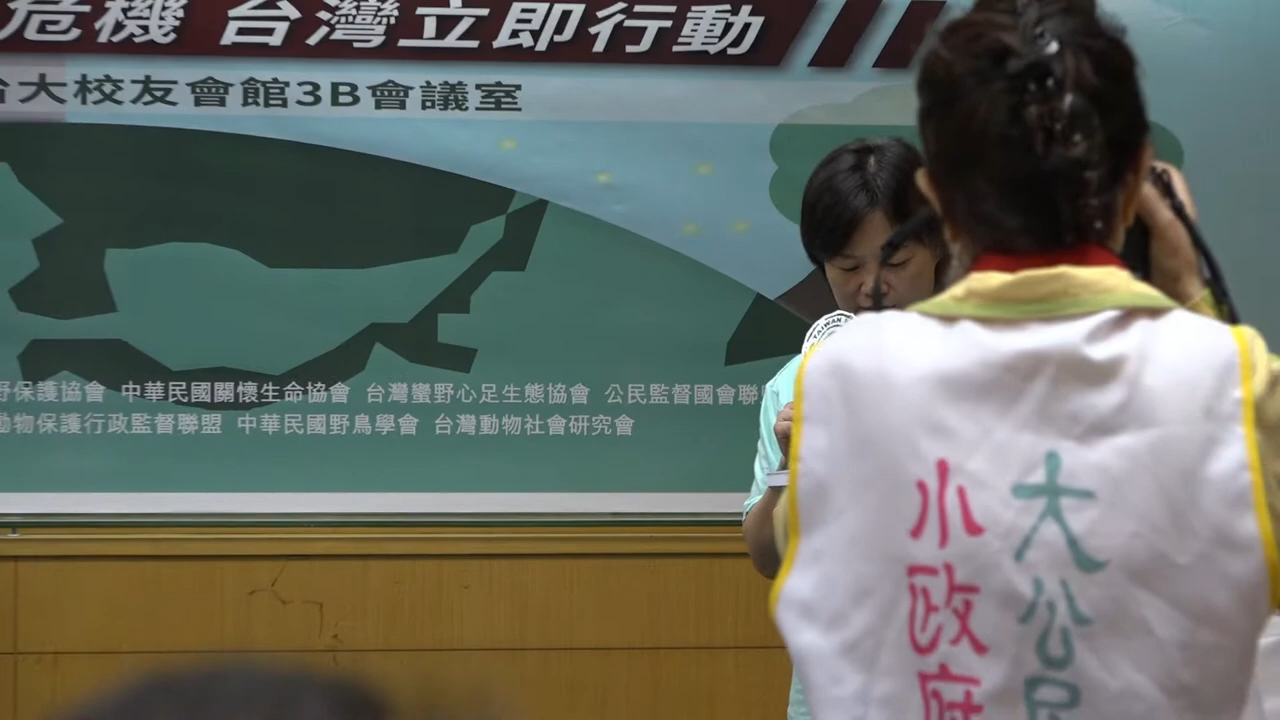 危機 台灣立即行動
台大校友會館3B會議室
野保護協會 中華民國關懷生命協會 台灣蠻野心足生態協會 公民監督國會聯
動物保護行政監督聯盟 中華民國野鳥學會 台灣動物社會研究會
TAIWAN
大公民
小政府